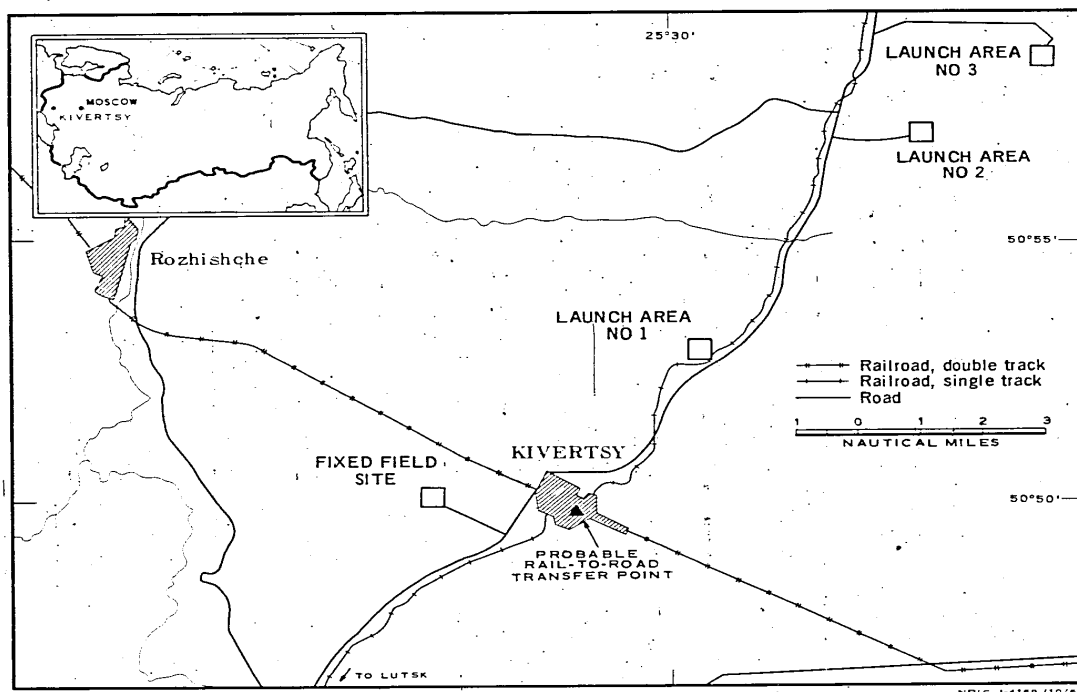 25°30'
LAUNCH AREA
NO 3
MOSCOW
KIVERTSY
LAUNCH AREA
NO 2
50°55'
Rozhishche
LAUNCH AREA
NO 1
Railroad, double track
Railroad, single track
Road
1 0 1 2 3
NAUTICAL MILES
KIVERTSY
FIXED FIELD
SITE
50°50'
PROBABLE
RAIL-TO-ROAD
TRANSFER POINT
TO LUTSK